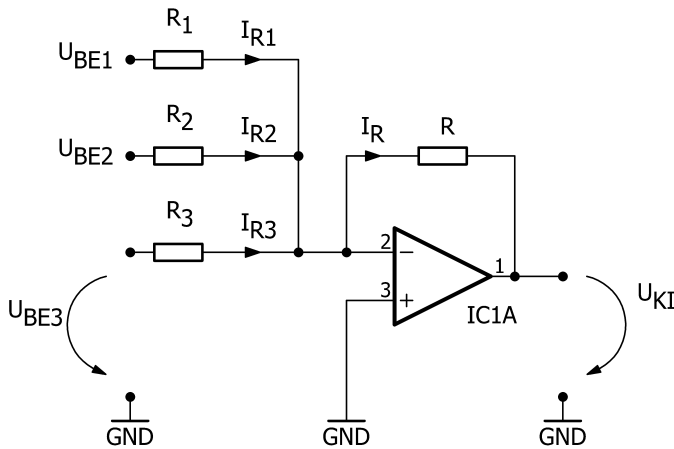 R1
IR1
UBE1
R2
IR2
UBE2
IR
R
R3
IR3
2
1
3
IC1A
UBE3
UKI
GND
GND
GND